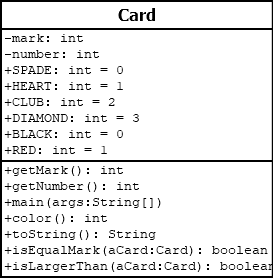 Card
-mark: int
-number: int
+SPADE: int = 0
+HEART: int = 1
+CLUB: int = 2
+DIAMOND: int = 3
+BLACK: int = 0
+RED: int = 1
+getMark(): int
+getNumber(): int
+main(args:String[])
+color(): int
+toString(): String
+isEqualMark(aCard:Card): boolean
+isLargerThan(aCard:Card): boolean